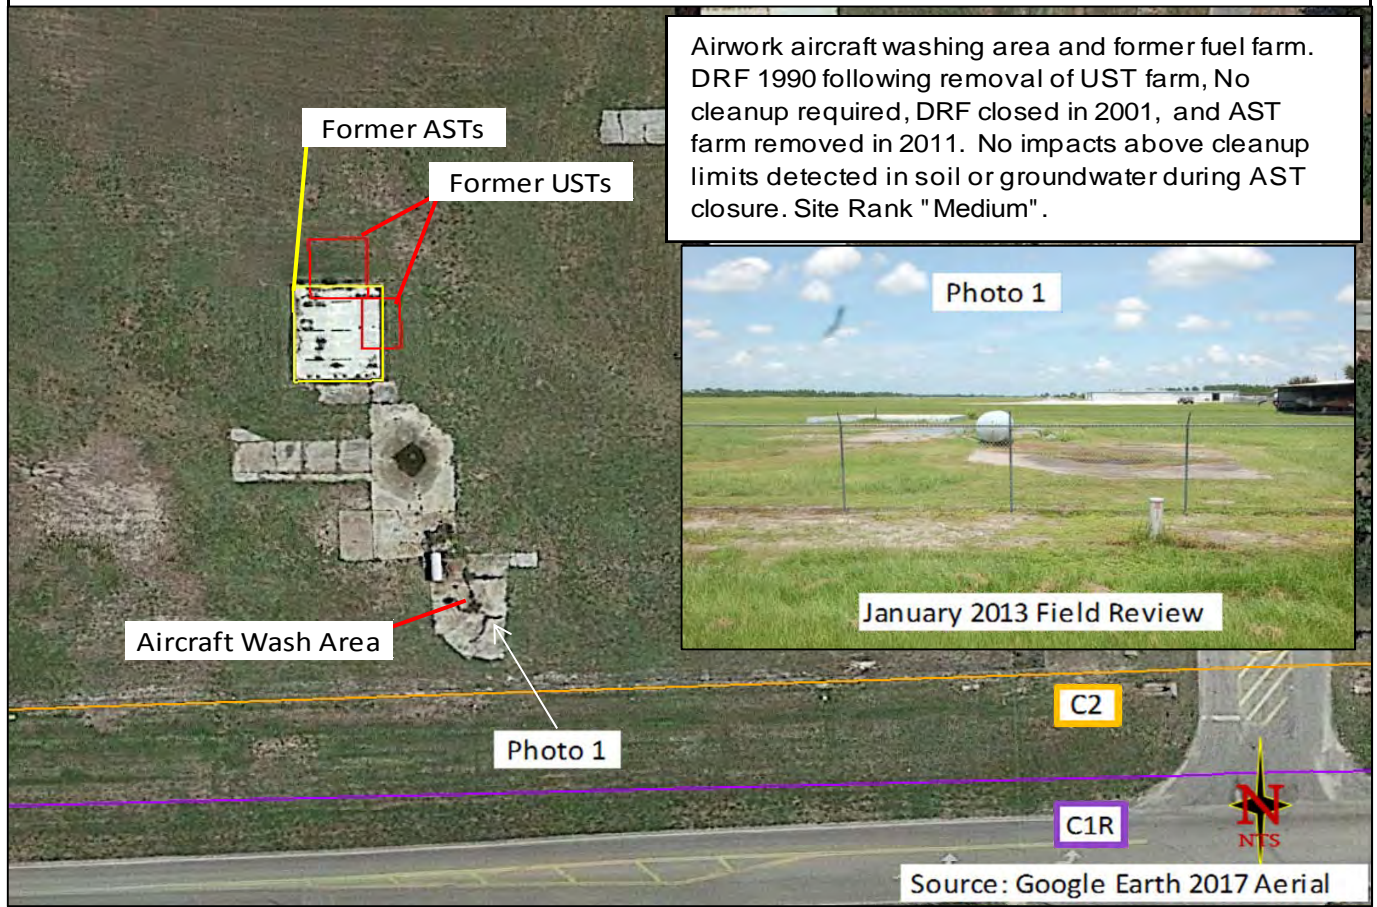 Airwork aircraft washing area and former fuel farm.
DRF 1990 following removal of UST farm, No
cleanup required, DRF closed in 2001, and AST
farm removed in 2011. No impacts above cleanup
limits detected in soil or groundwater during AST
closure. Site Rank "Medium".
Former ASTs
Former USTs
Photo 1
January 2013 Field Review
Aircraft Wash Area
Photo 1
C2
C1R
N
NTS
Source: Google Earth 2017 Aerial